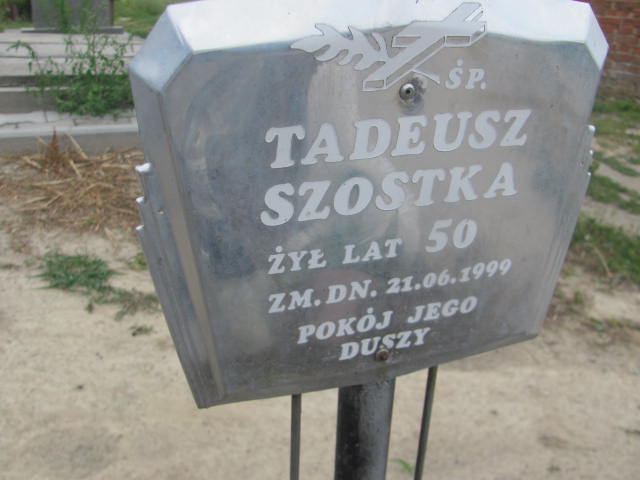 ŚP.
TADEUSZ
SZOSTKA
ŻYŁ LAT 50
ZM. DN. 21.06.1999
POKÓJ JEGO
DUSZY